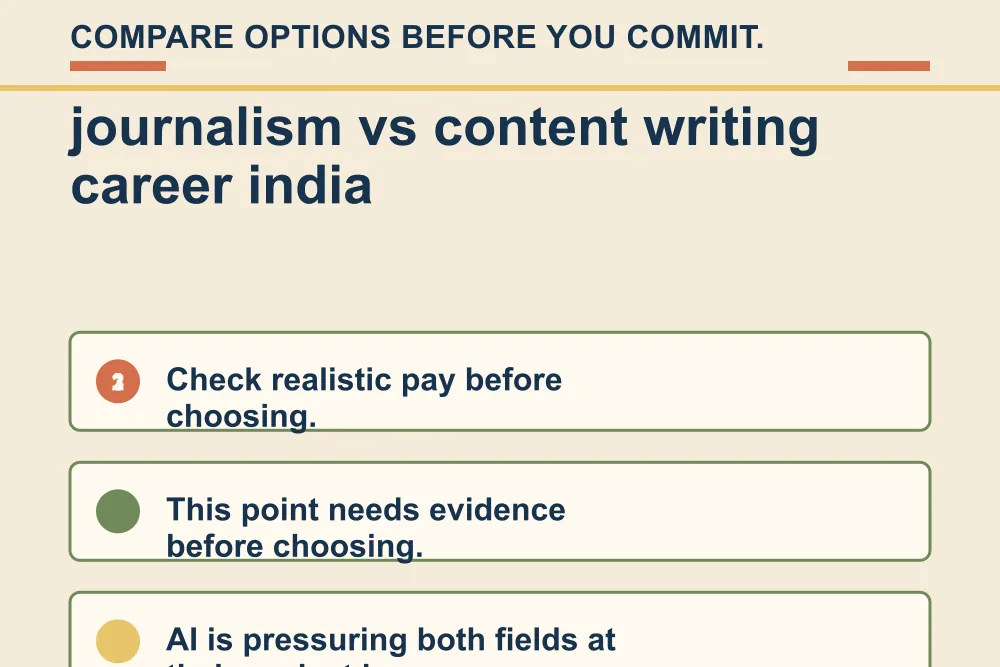 COMPARE OPTIONS BEFORE YOU COMMIT.
journalism vs content writing
career india
Check realistic pay before
choosing.
This point needs evidence
before choosing.
AI is pressuring both fields at